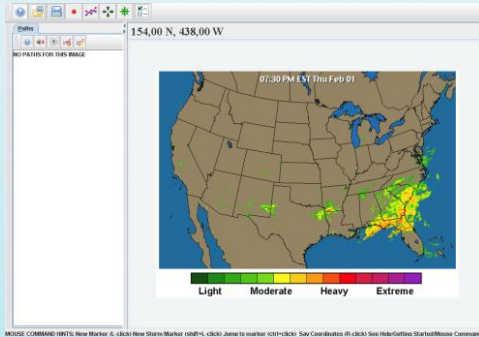 Paths
154,00 N, 438,00 W
NO PATHS FOR THIS IMAGE
07:30 PM EST Thu Feb 01
Light Moderate Heavy Extreme
MOUSE COMMAND HINTS: New Marker (L-click) New Storm Marker (shift+L-click) Jump to marker (ctrl+click) Say Coordinates (R-click) See Help/Getting Started/Mouse Comman